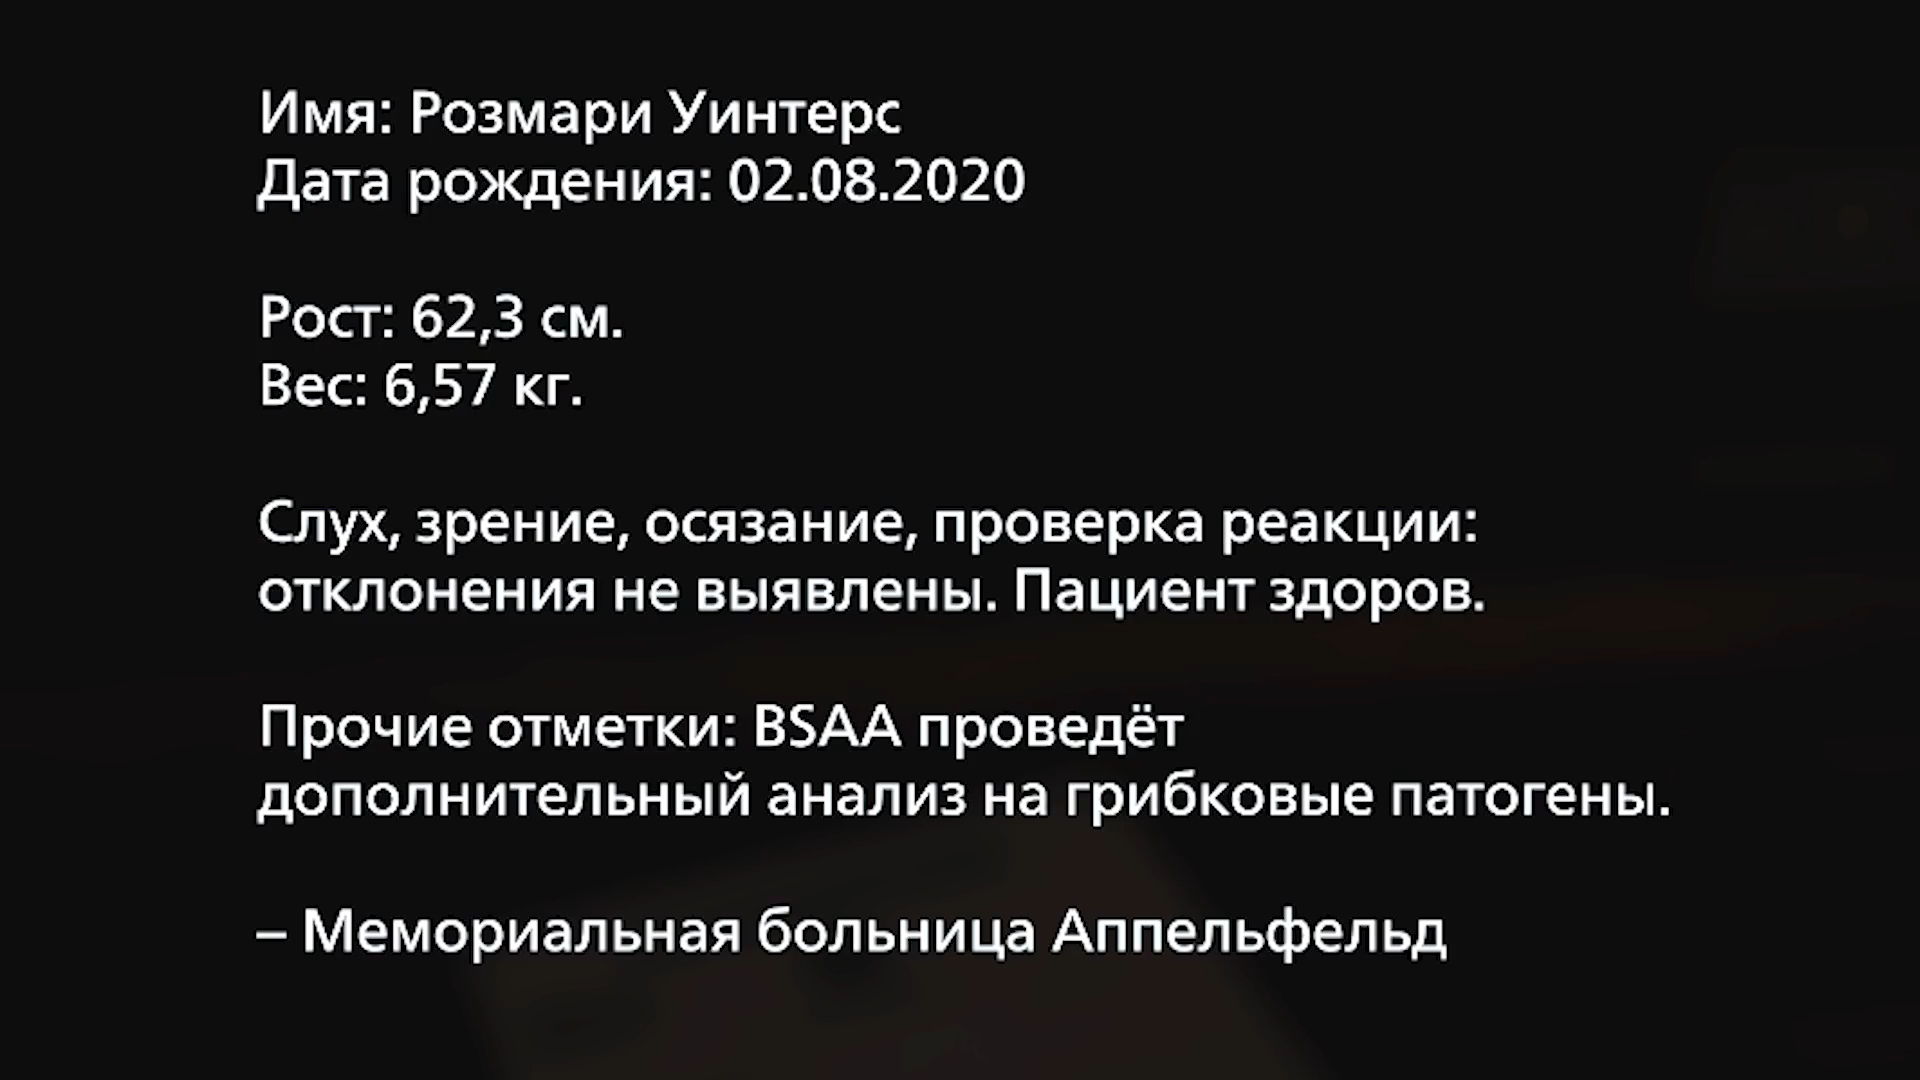 Имя: Розмари Уинтерс
Дата рождения: 02.08.2020
Рост: 62,3 см.
Вес: 6,57 кг.
Слух, зрение, осязание, проверка реакции:
отклонения не выявлены. Пациент здоров.
Прочие отметки: BSAA проведёт
дополнительный анализ на грибковые патогены.
– Мемориальная больница Аппельфельд